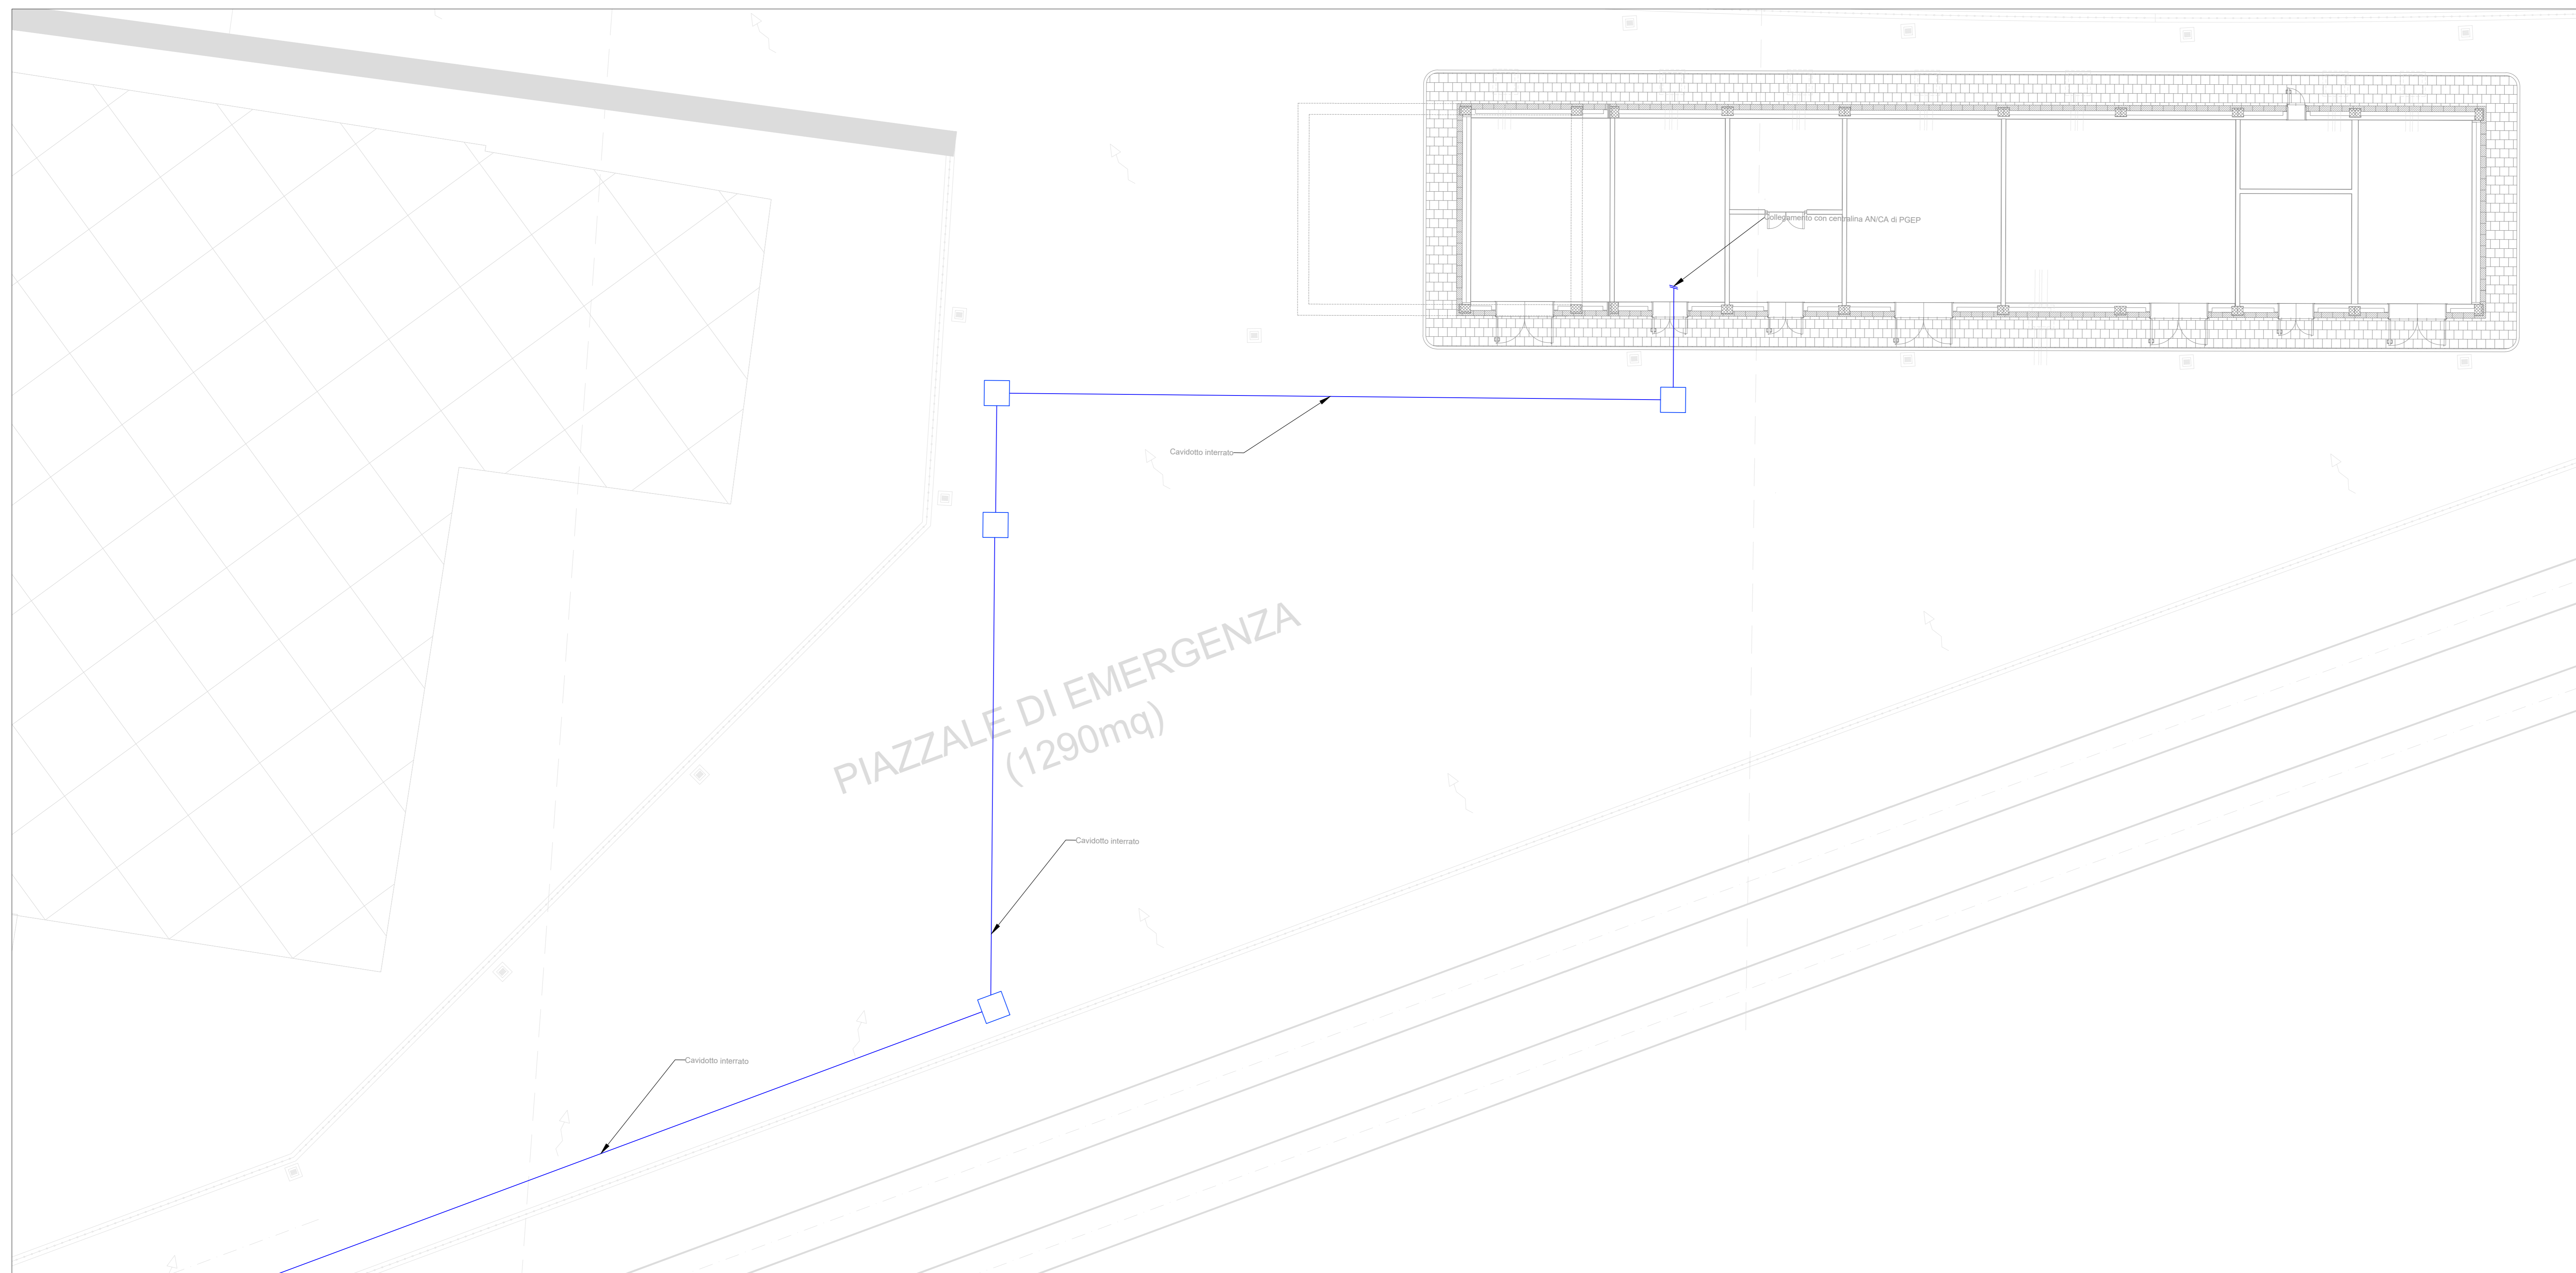 Collegamento con centralina AN/CA di PGEP
Cavidotto interrato
PIAZZALE DI EMERGENZA
(1290mq)
Cavidotto interrato
Cavidotto interrato